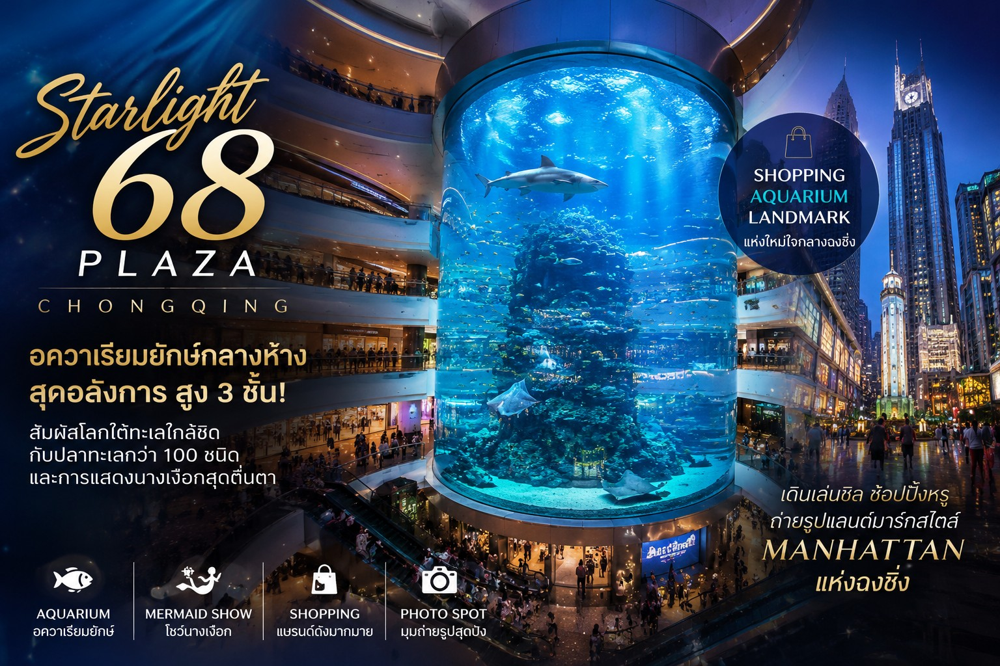 Starlight
68
PLAZA
CHONGQING
อควาเรียมยักษ์กลางห้าง
สุดอลังการ สูง 3 ชั้น!
สัมผัสโลกใต้ทะเลใกล้ชิด
กับปลาทะเลกว่า 100 ชนิด
และการแสดงนางเงือกสุดตื่นตา
SHOPPING
AQUARIUM
LANDMARK
แห่งใหม่ใจกลางฉงชิ่ง
เดินเล่นชิล ช้อปปิ้งหรู
ถ่ายรูปแลนด์มาร์กสไตส์
MANHATTAN
แห่งฉงชิ่ง
AQUARIUM
อควาเรียมยักษ์
MERMAID SHOW
โชว์นางเงือก
SHOPPING
แบรนด์ดังมากมาย
PHOTO SPOT
มุมถ่ายรูปสุดปัง